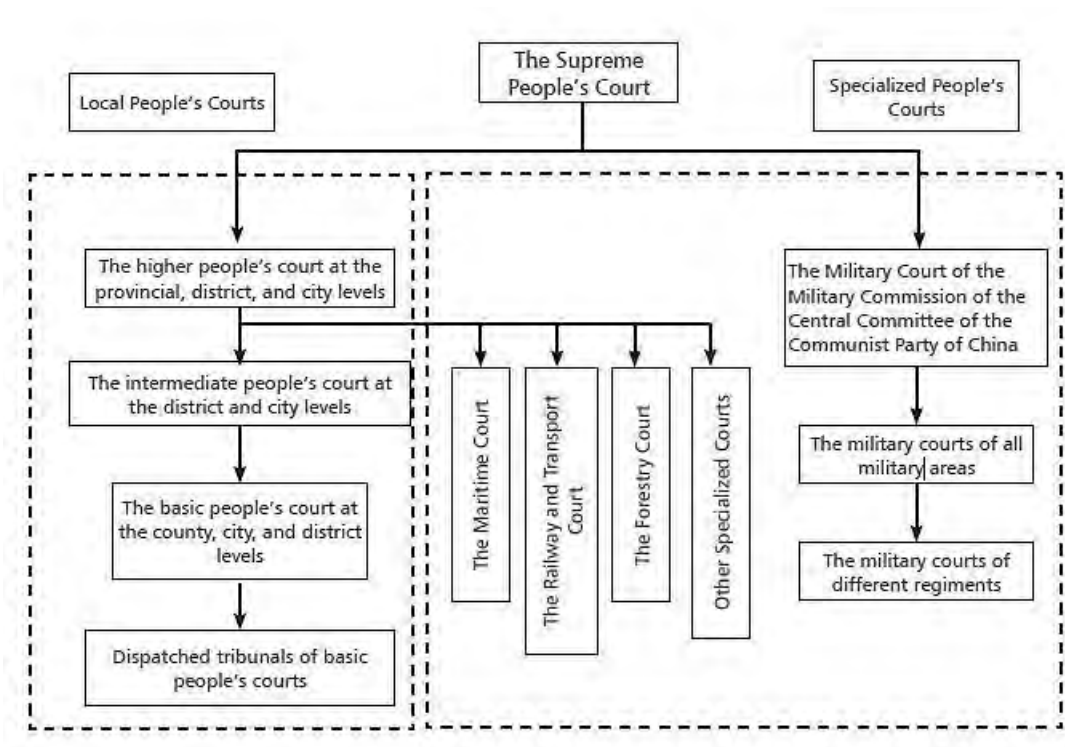 The Supreme
People's Court
Local People's Courts
Specialized People's
Courts
The higher people's court at the
provincial, district, and city levels
The Military Court of the
Military Commission of the
Central Committee of the
Communist Party of China
The intermediate people's court at
the district and city levels
The Maritime Court
The Railway and Transport
Court
The Forestry Court
Other Specialized Courts
The military courts of all
military areas
The basic people's court at
the county, city, and district
levels
The military courts of
different regiments
Dispatched tribunals of basic
people's courts